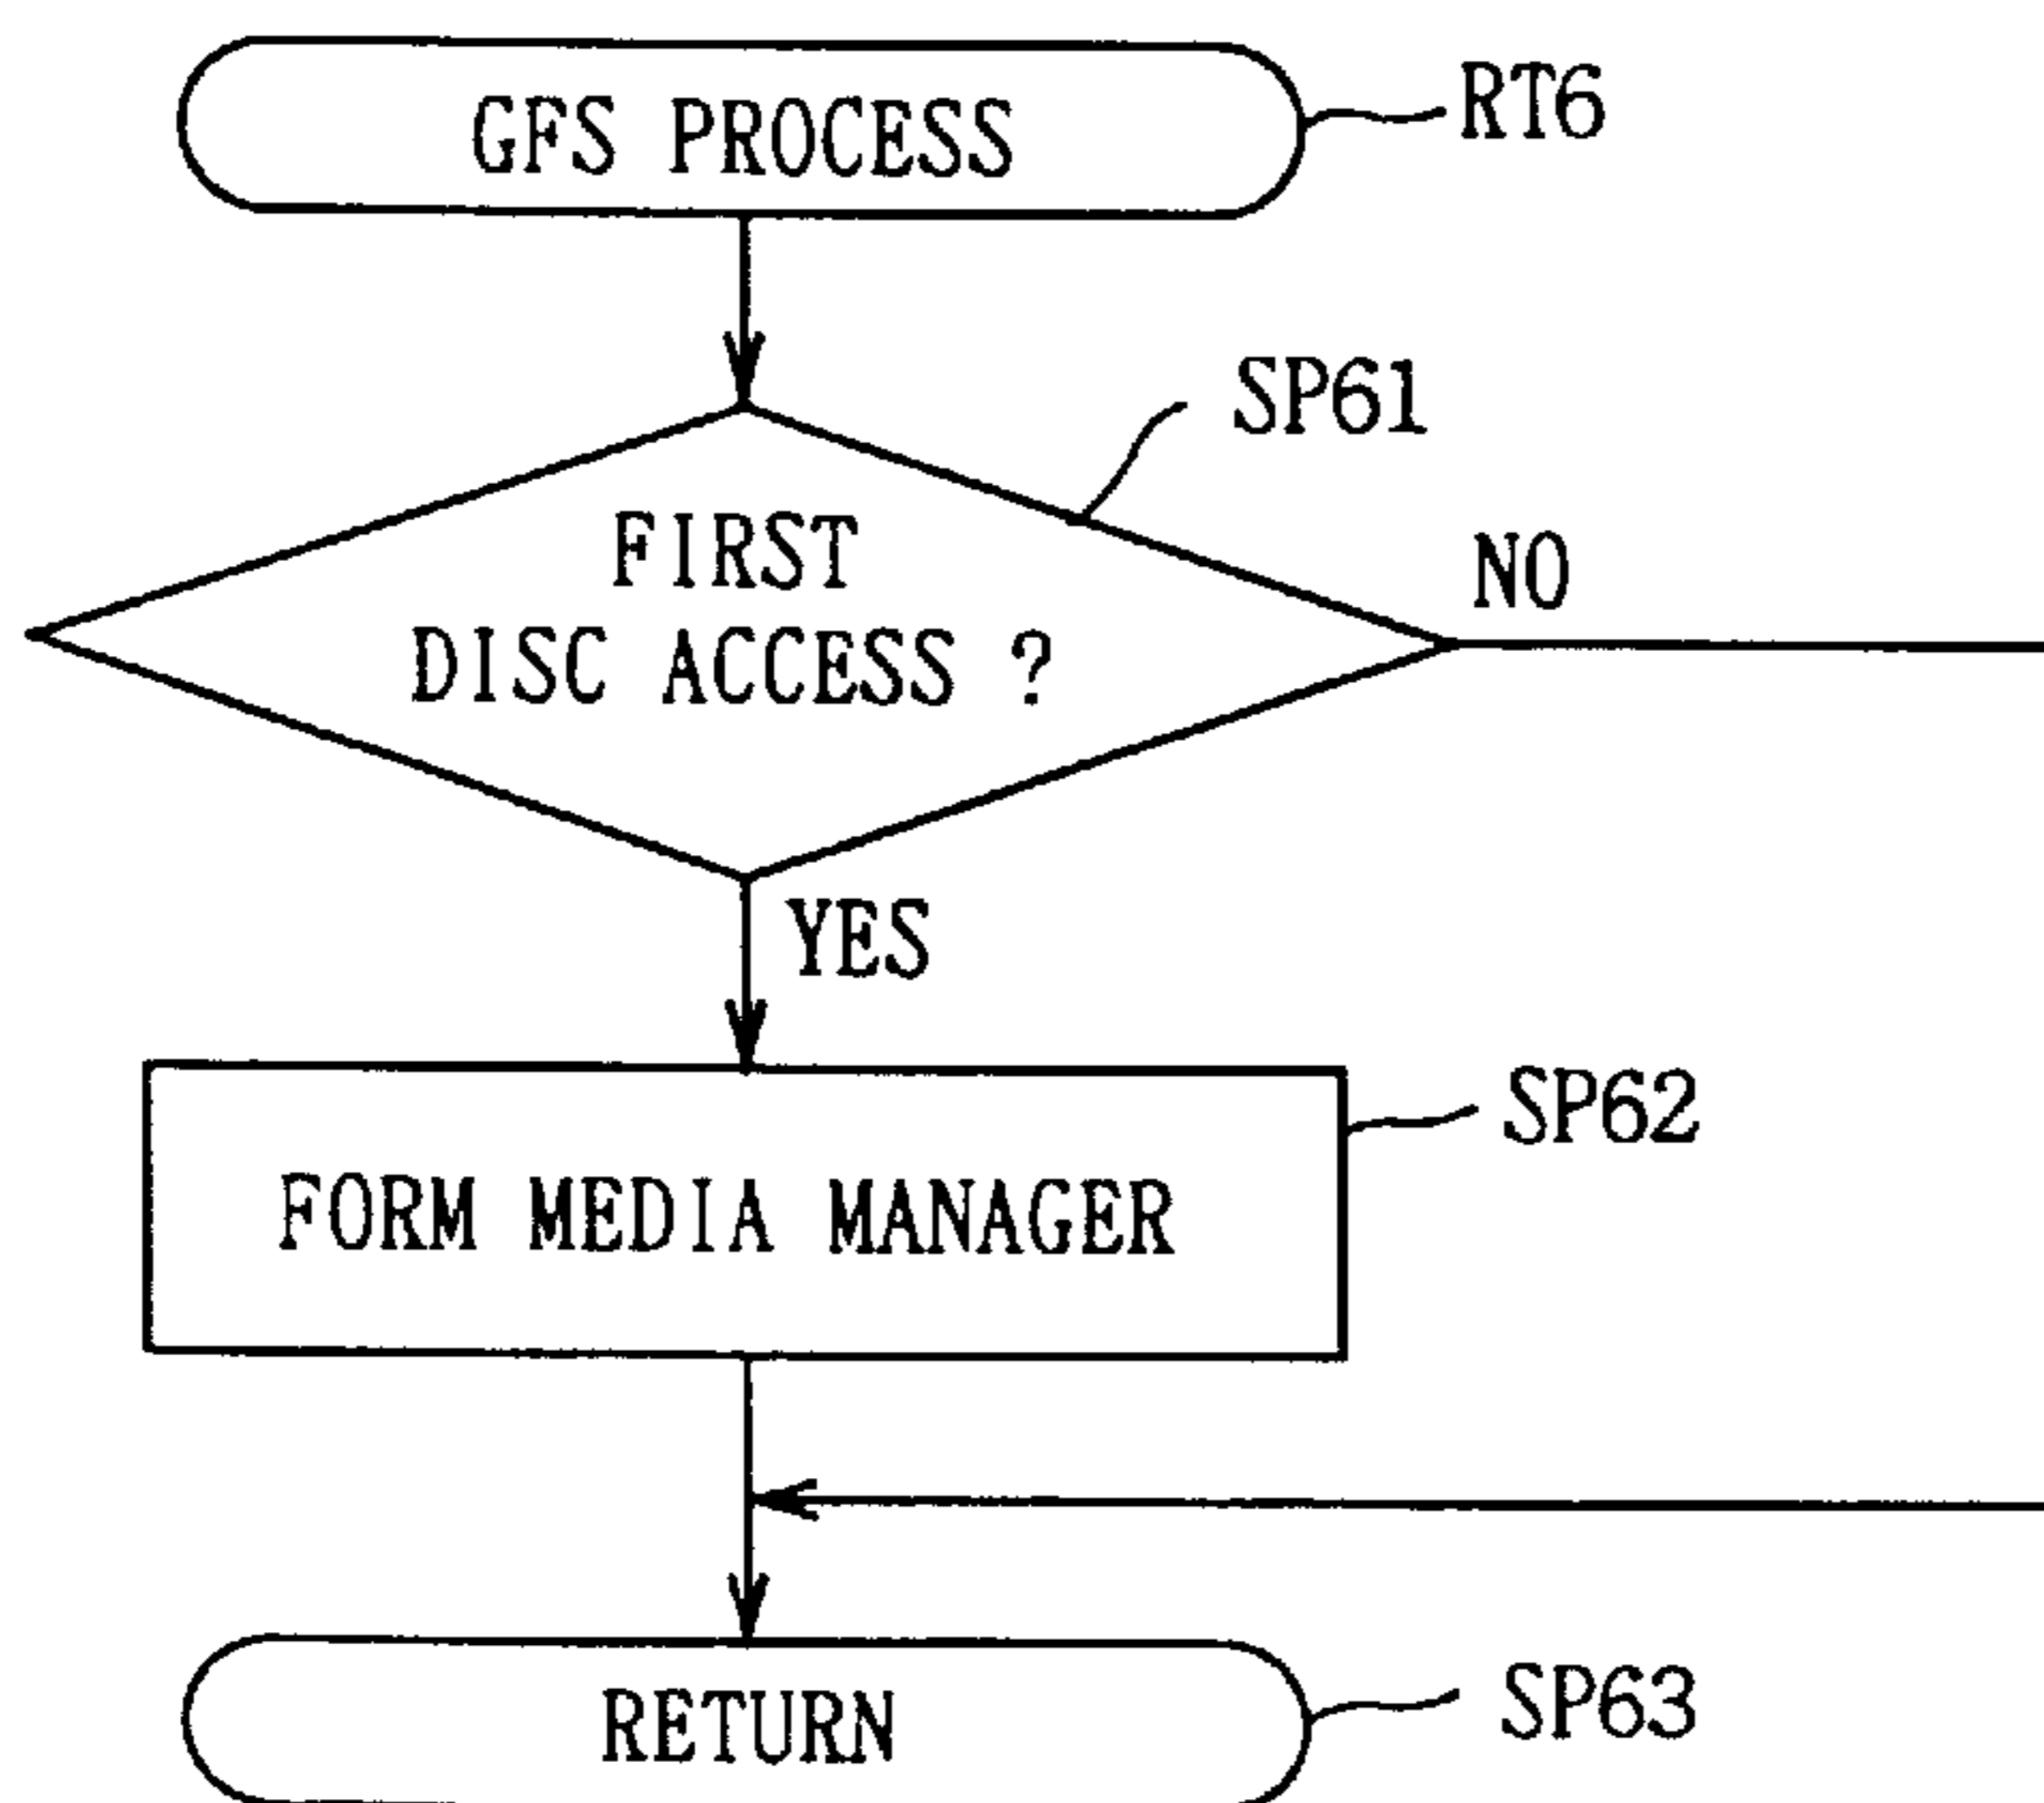 GFS PROCESS
RT6
SP61
FIRST
DISC ACCESS ?
NO
YES
SP62
FORM MEDIA MANAGER
SP63
RETURN